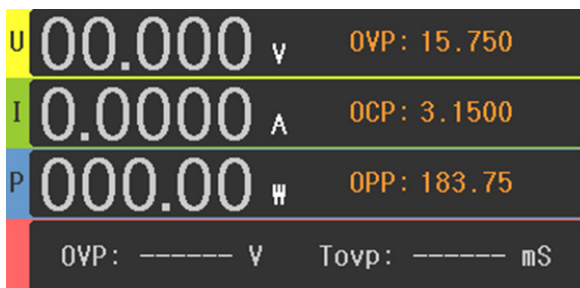 U 00.000 V OVP: 15.750
I 0.0000 A OCP: 3.1500
P 000.00 W OPP: 183.75
OVP: —————— V Tovp: —————— mS